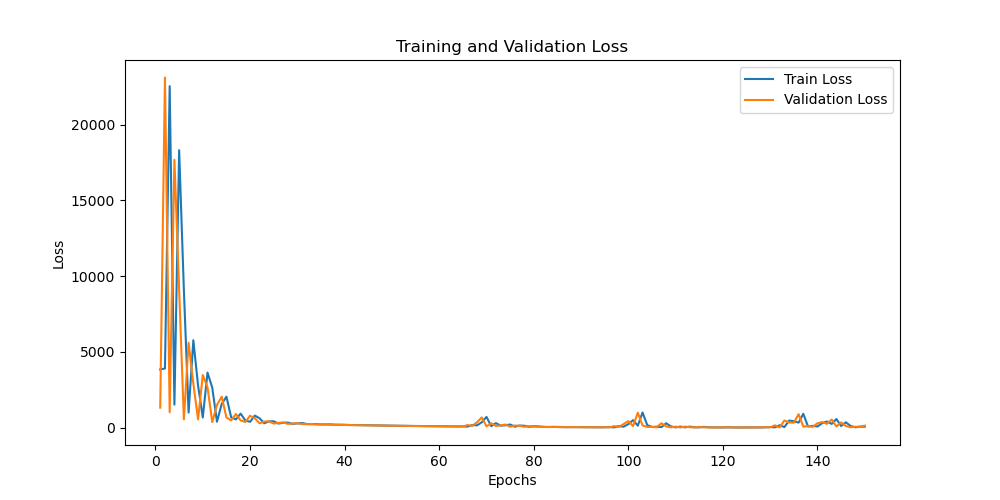 Training and Validation Loss
Train Loss
Validation Loss
20000
15000
10000
5000
0
Loss
0 20 40 60 80 100 120 140
Epochs